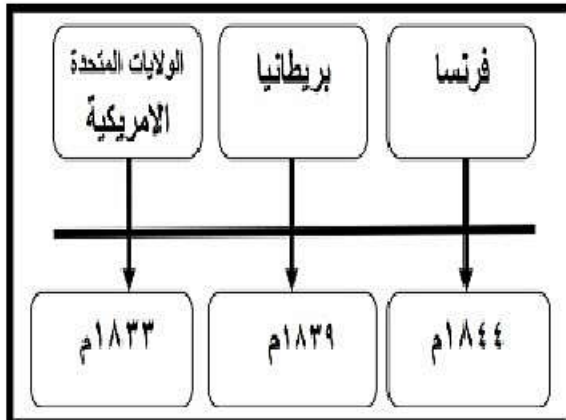 فرنسا
بريطانيا
الولايات المتحدة
الامريكية
١٨٤٤م
١٨٣٩م
١٨٣٣م